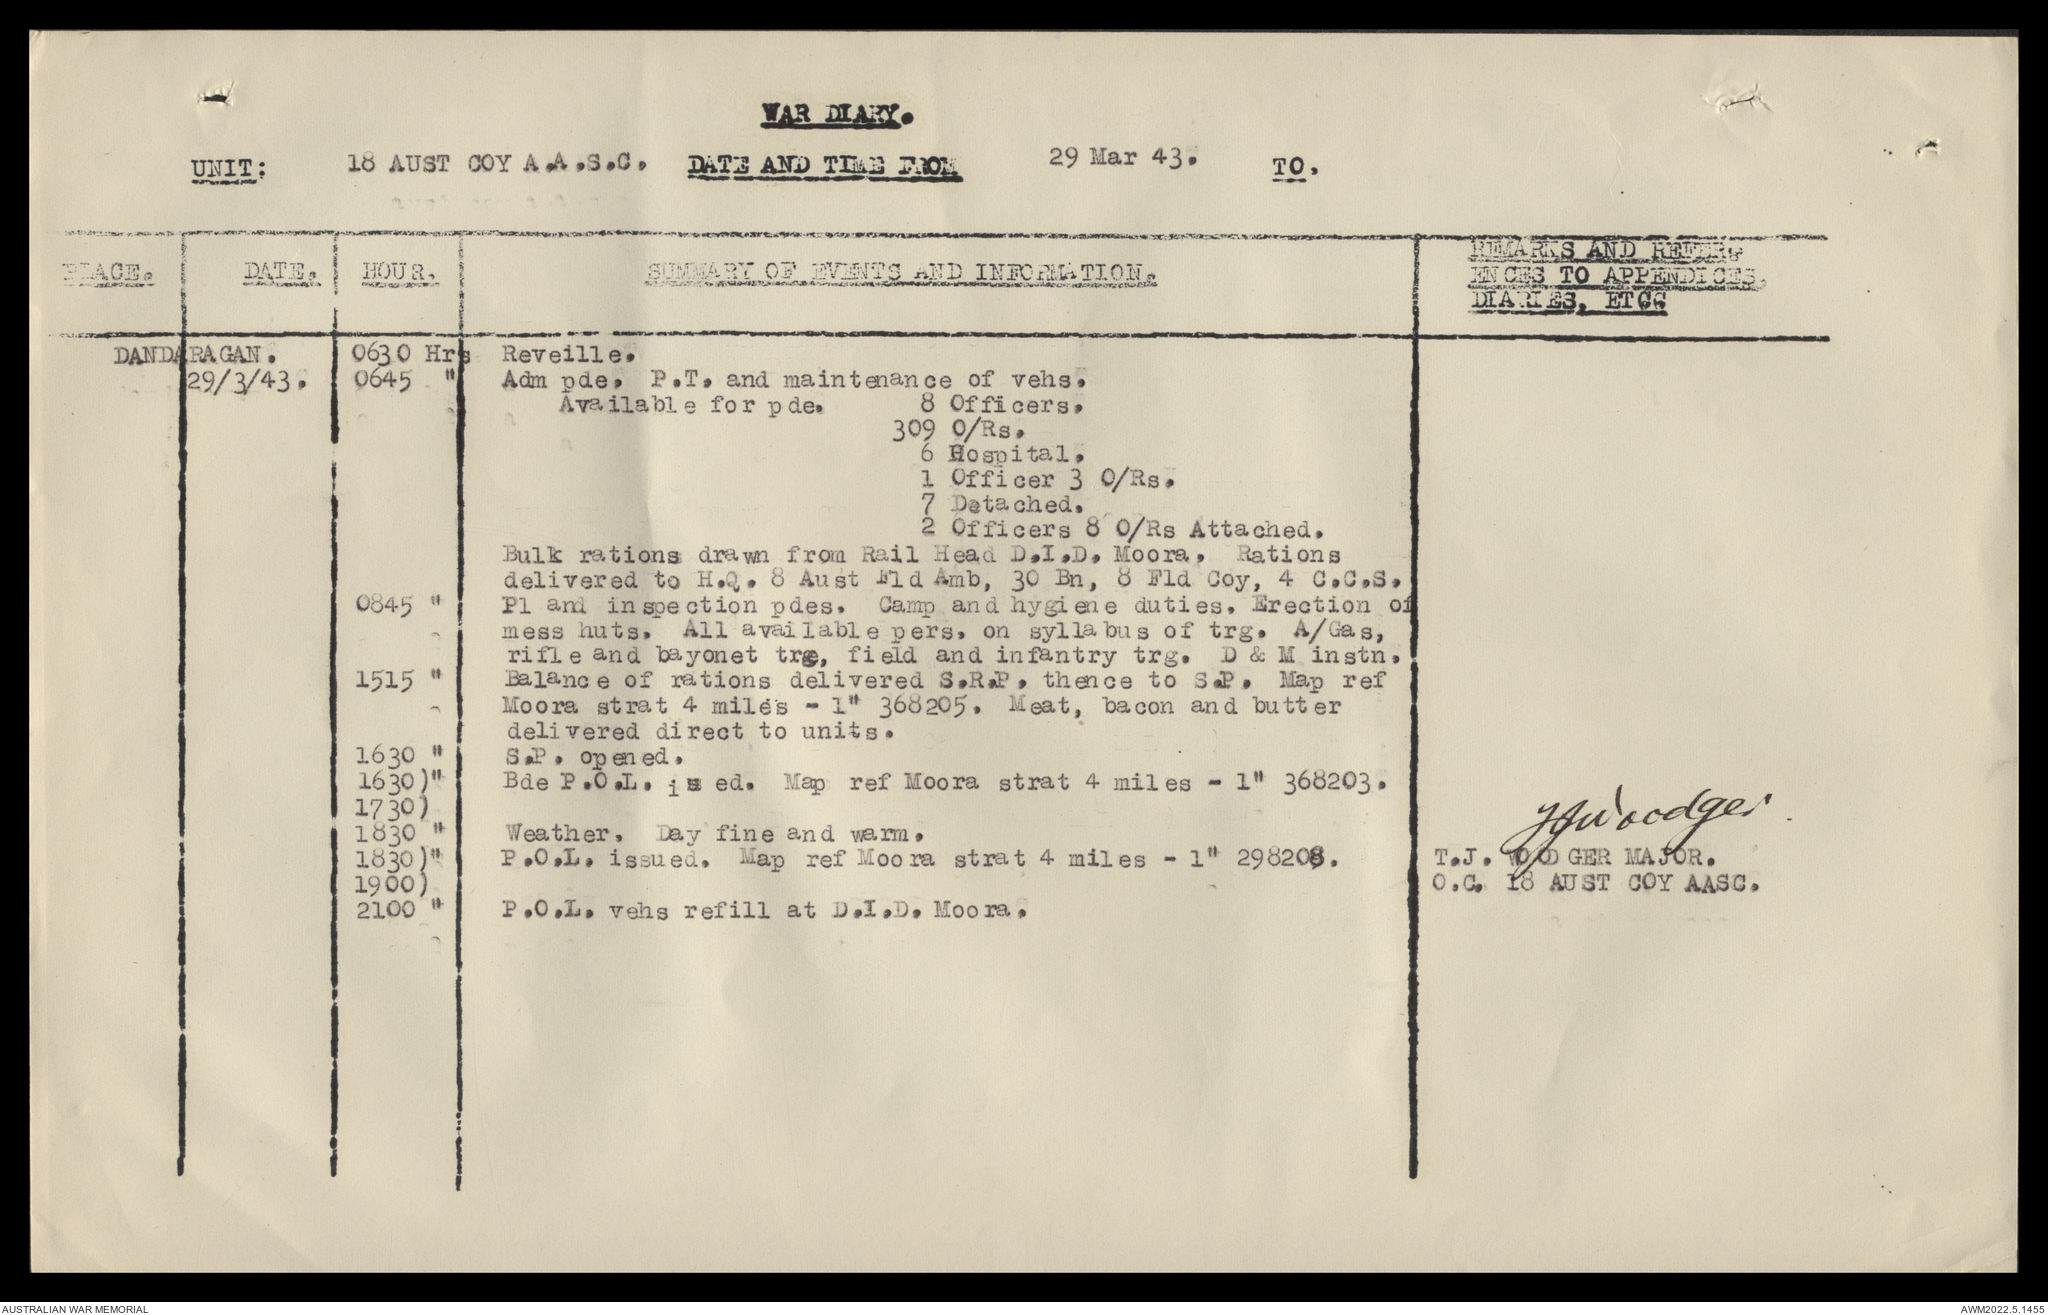 WAR DIARY.
UNIT: 18 AUST COY A.A.S.C. DATE AND TIME FROM 29 Mar 43. TO.
PLACE. DATE. HOUR. SUMMARY OF EVENTS AND INFORMATION. REMARKS AND REFER-
ENCES TO APPENDICES,
DIARIES, ETCS
DANDARAGAN. 0630 Hrs Reveille.
29/3/43. 0645 " Adm pde. P.T. and maintenance of vehs.
Available for pde. 8 Officers.
309 O/Rs.
6 Hospital.
1 Officer 3 O/Rs.
7 Detached.
2 Officers 8 O/Rs Attached.
Bulk rations drawn from Rail Head D.I.D. Moora. Rations
delivered to H.Q. 8 Aust Fld Amb, 30 Bn, 8 Fld Coy, 4 C.C.S.
0845 " Pl and inspection pdes. Camp and hygiene duties. Erection of
mess huts. All available pers. on syllabus of trg. A/Gas,
rifle and bayonet trg, field and infantry trg. D & M instn.
1515 " Balance of rations delivered S.R.P. thence to S.P. Map ref
Moora strat 4 miles - 1" 368205. Meat, bacon and butter
delivered direct to units.
1630 " S.P. opened.
1630)" Bde P.O.L. issued. Map ref Moora strat 4 miles - 1" 368203.
1730)
1830 " Weather. Day fine and warm.
1830)" P.O.L. issued. Map ref Moora strat 4 miles - 1" 298208.
1900)
2100 " P.O.L. vehs refill at D.I.D. Moora.
TJWoodger
T.J. WOODGER MAJOR.
O.C. 18 AUST COY AASC.
AUSTRALIAN WAR MEMORIAL
AWM2022.5.1455